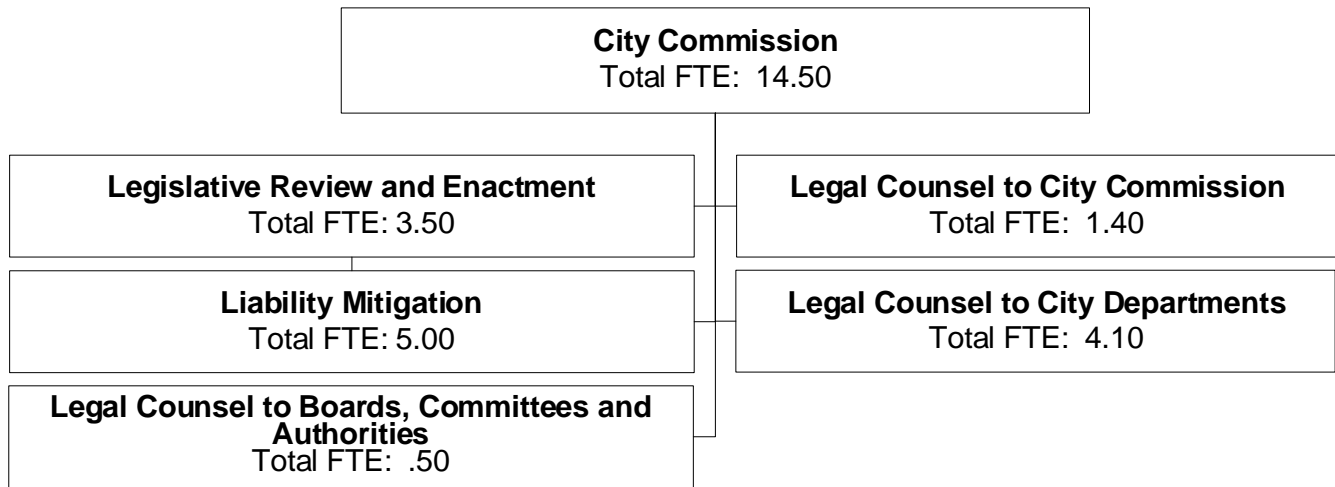 City Commission
Total FTE: 14.50
Legislative Review and Enactment
Total FTE: 3.50
Legal Counsel to City Commission
Total FTE: 1.40
Liability Mitigation
Total FTE: 5.00
Legal Counsel to City Departments
Total FTE: 4.10
Legal Counsel to Boards, Committees and
Authorities
Total FTE: .50